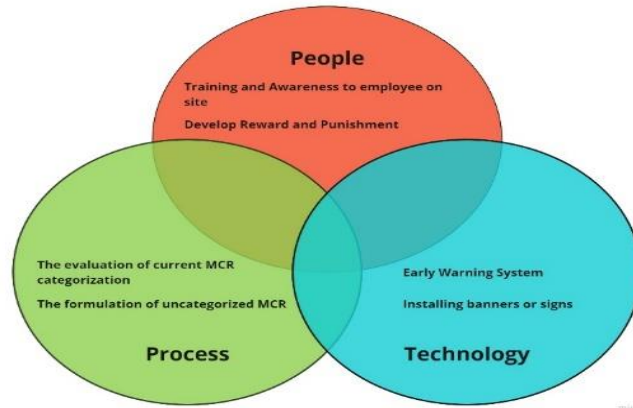 People
Training and Awareness to employee on
site
Develop Reward and Punishment
The evaluation of current MCR
categorization
The formulation of uncategorized MCR
Process
Early Warning System
Installing banners or signs
Technology